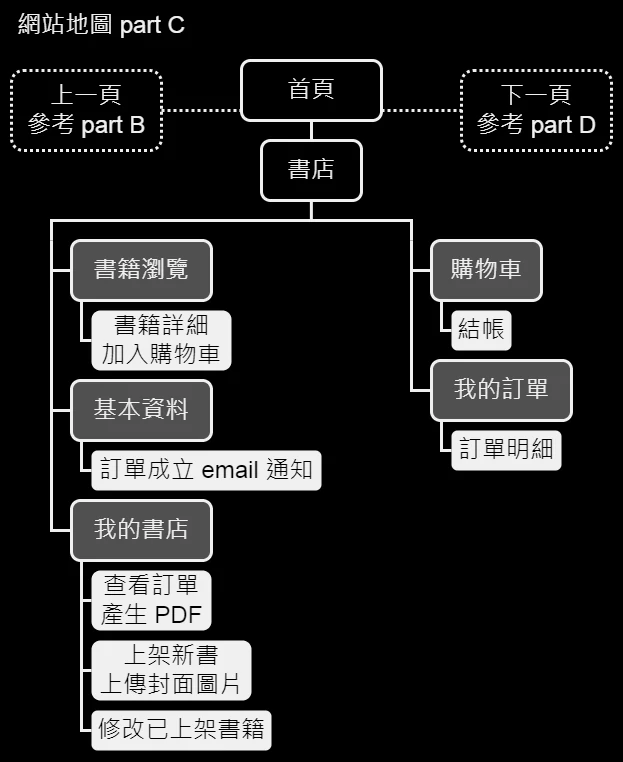 網站地圖 part C
上一頁
參考 part B
首頁
下一頁
參考 part D
書店
書籍瀏覽
書籍詳細
加入購物車
基本資料
訂單成立 email 通知
我的書店
查看訂單
產生 PDF
上架新書
上傳封面圖片
修改已上架書籍
購物車
結帳
我的訂單
訂單明細